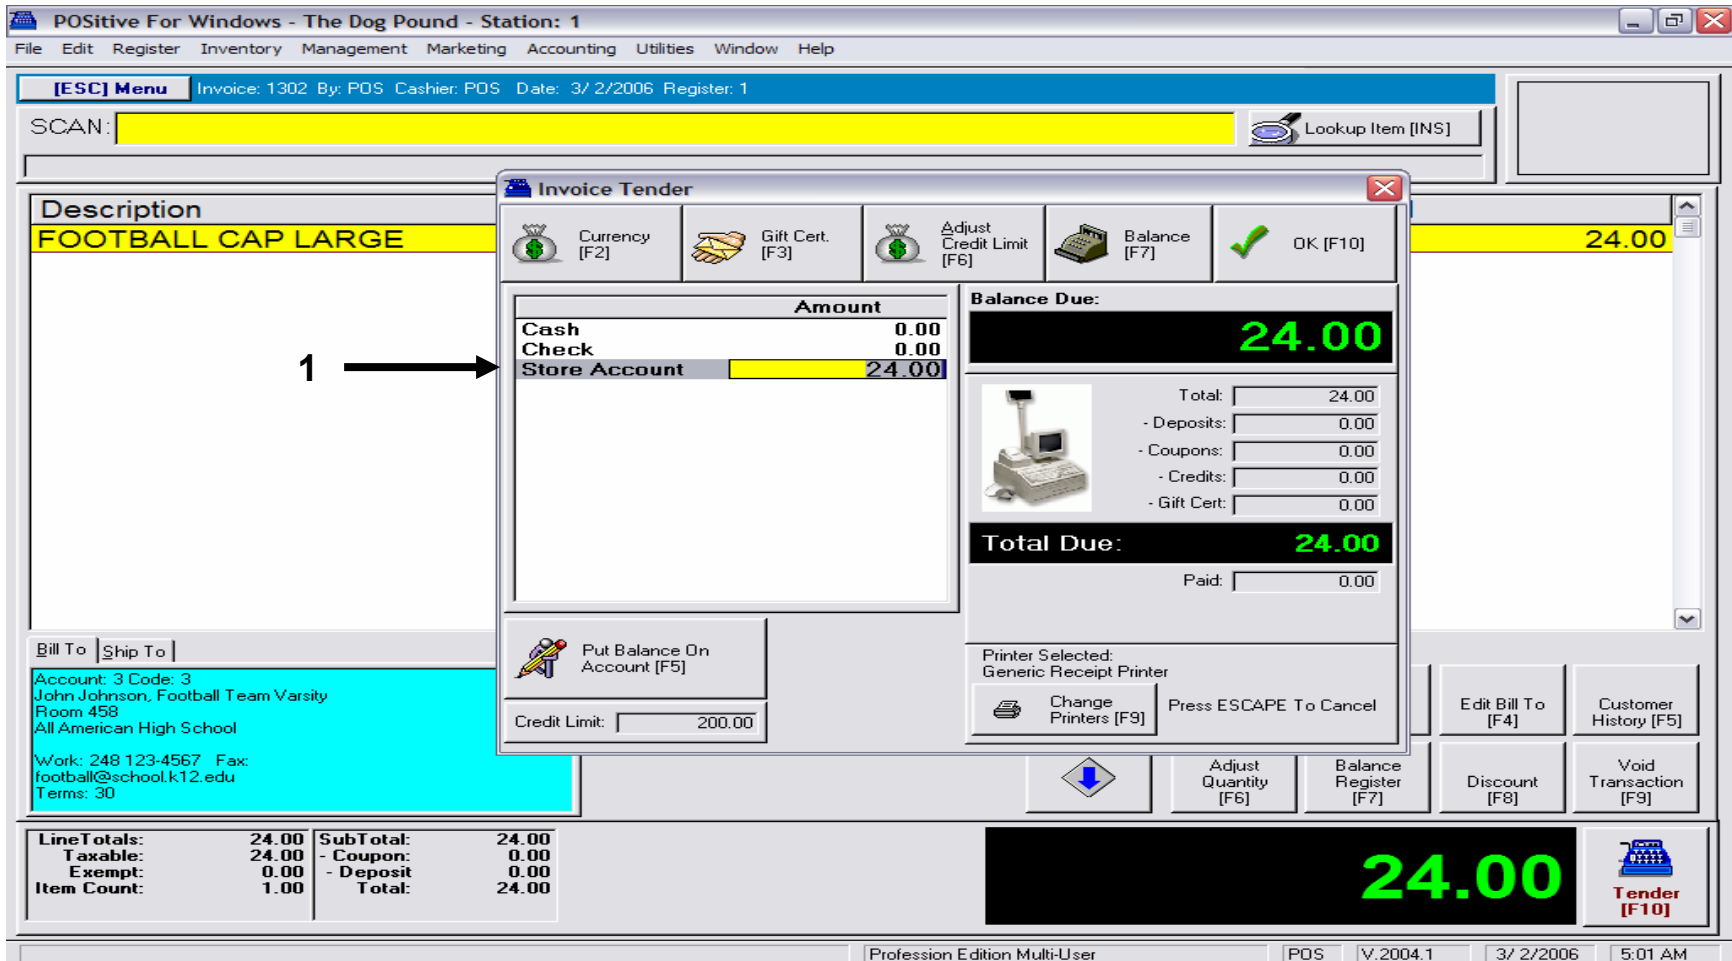 POSitive For Windows - The Dog Pound - Station: 1
File Edit Register Inventory Management Marketing Accounting Utilities Window Help
[ESC] Menu Invoice: 1302 By: POS Cashier: POS Date: 3/ 2/2006 Register: 1
SCAN:
Lookup Item [INS]
Description
FOOTBALL CAP LARGE 24.00
Invoice Tender
Currency [F2]
Gift Cert. [F3]
Adjust Credit Limit [F6]
Balance [F7]
OK [F10]
Amount
Cash 0.00
Check 0.00
Store Account 24.00
1
Balance Due:
24.00
Total: 24.00
- Deposits: 0.00
- Coupons: 0.00
- Credits: 0.00
- Gift Cert: 0.00
Total Due: 24.00
Paid: 0.00
Put Balance On
Account [F5]
Credit Limit: 200.00
Printer Selected:
Generic Receipt Printer
Change
Printers [F9]
Press ESCAPE To Cancel
Bill To Ship To
Account: 3 Code: 3
John Johnson, Football Team Varsity
Room 458
All American High School
Work: 248 123-4567 Fax:
football@school.k12.edu
Terms: 30
Edit Bill To
[F4]
Customer
History [F5]
Adjust
Quantity
[F6]
Balance
Register
[F7]
Discount
[F8]
Void
Transaction
[F9]
LineTotals: 24.00 SubTotal: 24.00
Taxable: 24.00 - Coupon: 0.00
Exempt: 0.00 - Deposit 0.00
Item Count: 1.00 Total: 24.00
24.00
Tender
[F10]
Profession Edition Multi-User POS V.2004.1 3/ 2/2006 5:01 AM